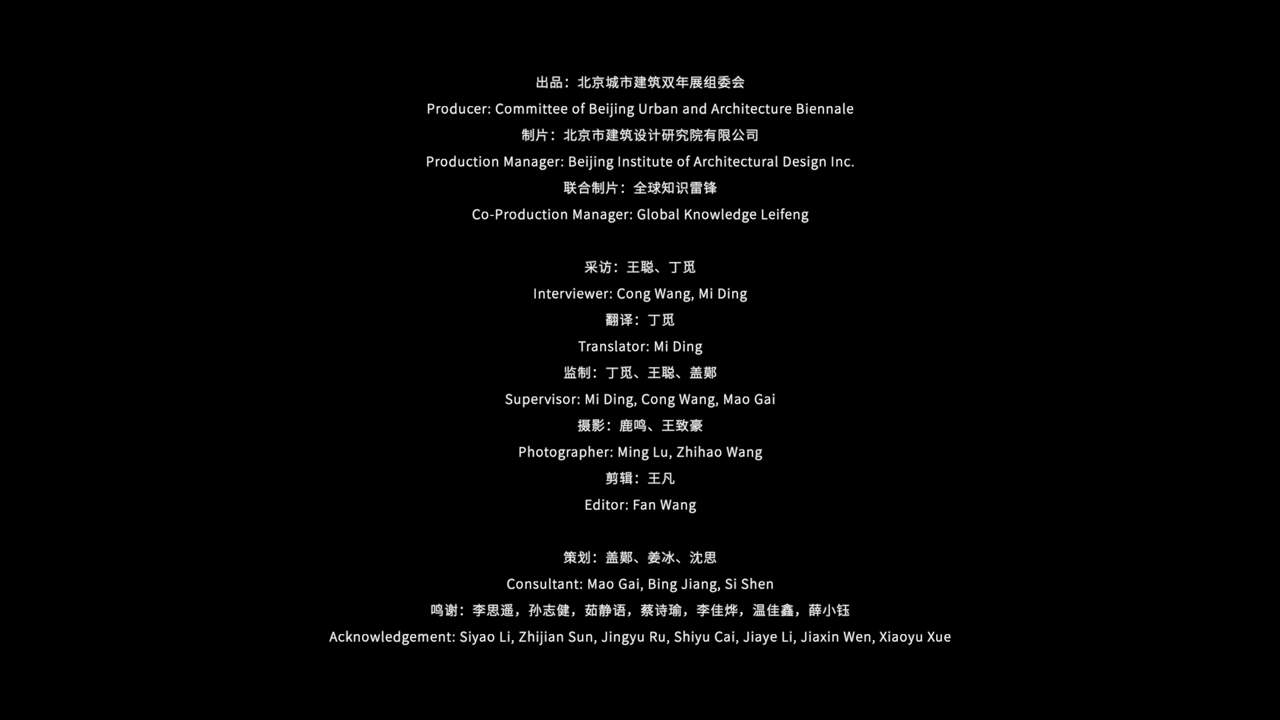 出品：北京城市建筑双年展组委会
Producer: Committee of Beijing Urban and Architecture Biennale
制片：北京市建筑设计研究院有限公司
Production Manager: Beijing Institute of Architectural Design Inc.
联合制片：全球知识雷锋
Co-Production Manager: Global Knowledge Leifeng
采访：王聪、丁觅
Interviewer: Cong Wang, Mi Ding
翻译：丁觅
Translator: Mi Ding
监制：丁觅、王聪、盖鄚
Supervisor: Mi Ding, Cong Wang, Mao Gai
摄影：鹿鸣、王致豪
Photographer: Ming Lu, Zhihao Wang
剪辑：王凡
Editor: Fan Wang
策划：盖鄚、姜冰、沈思
Consultant: Mao Gai, Bing Jiang, Si Shen
鸣谢：李思遥，孙志健，茹静语，蔡诗瑜，李佳烨，温佳鑫，薛小钰
Acknowledgement: Siyao Li, Zhijian Sun, Jingyu Ru, Shiyu Cai, Jiaye Li, Jiaxin Wen, Xiaoyu Xue